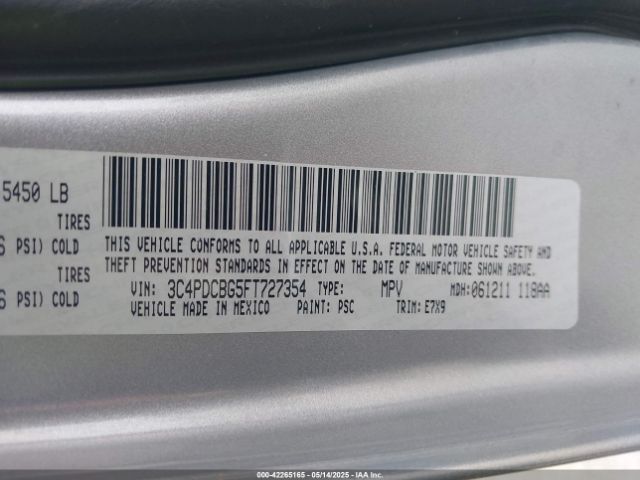 5450 LB
TIRES
PSI) COLD
TIRES
PSI) COLD
THIS VEHICLE CONFORMS TO ALL APPLICABLE U.S.A. FEDERAL MOTOR VEHICLE SAFETY AND
THEFT PREVENTION STANDARDS IN EFFECT ON THE DATE OF MANUFACTURE SHOWN ABOVE.
VIN: 3C4PDCBG5FT727354 TYPE: MPV MDH:061211 118AA
VEHICLE MADE IN MEXICO PAINT: PSC TRIM: E7X9
000-42265165 - 05/14/2025 - IAA Inc.